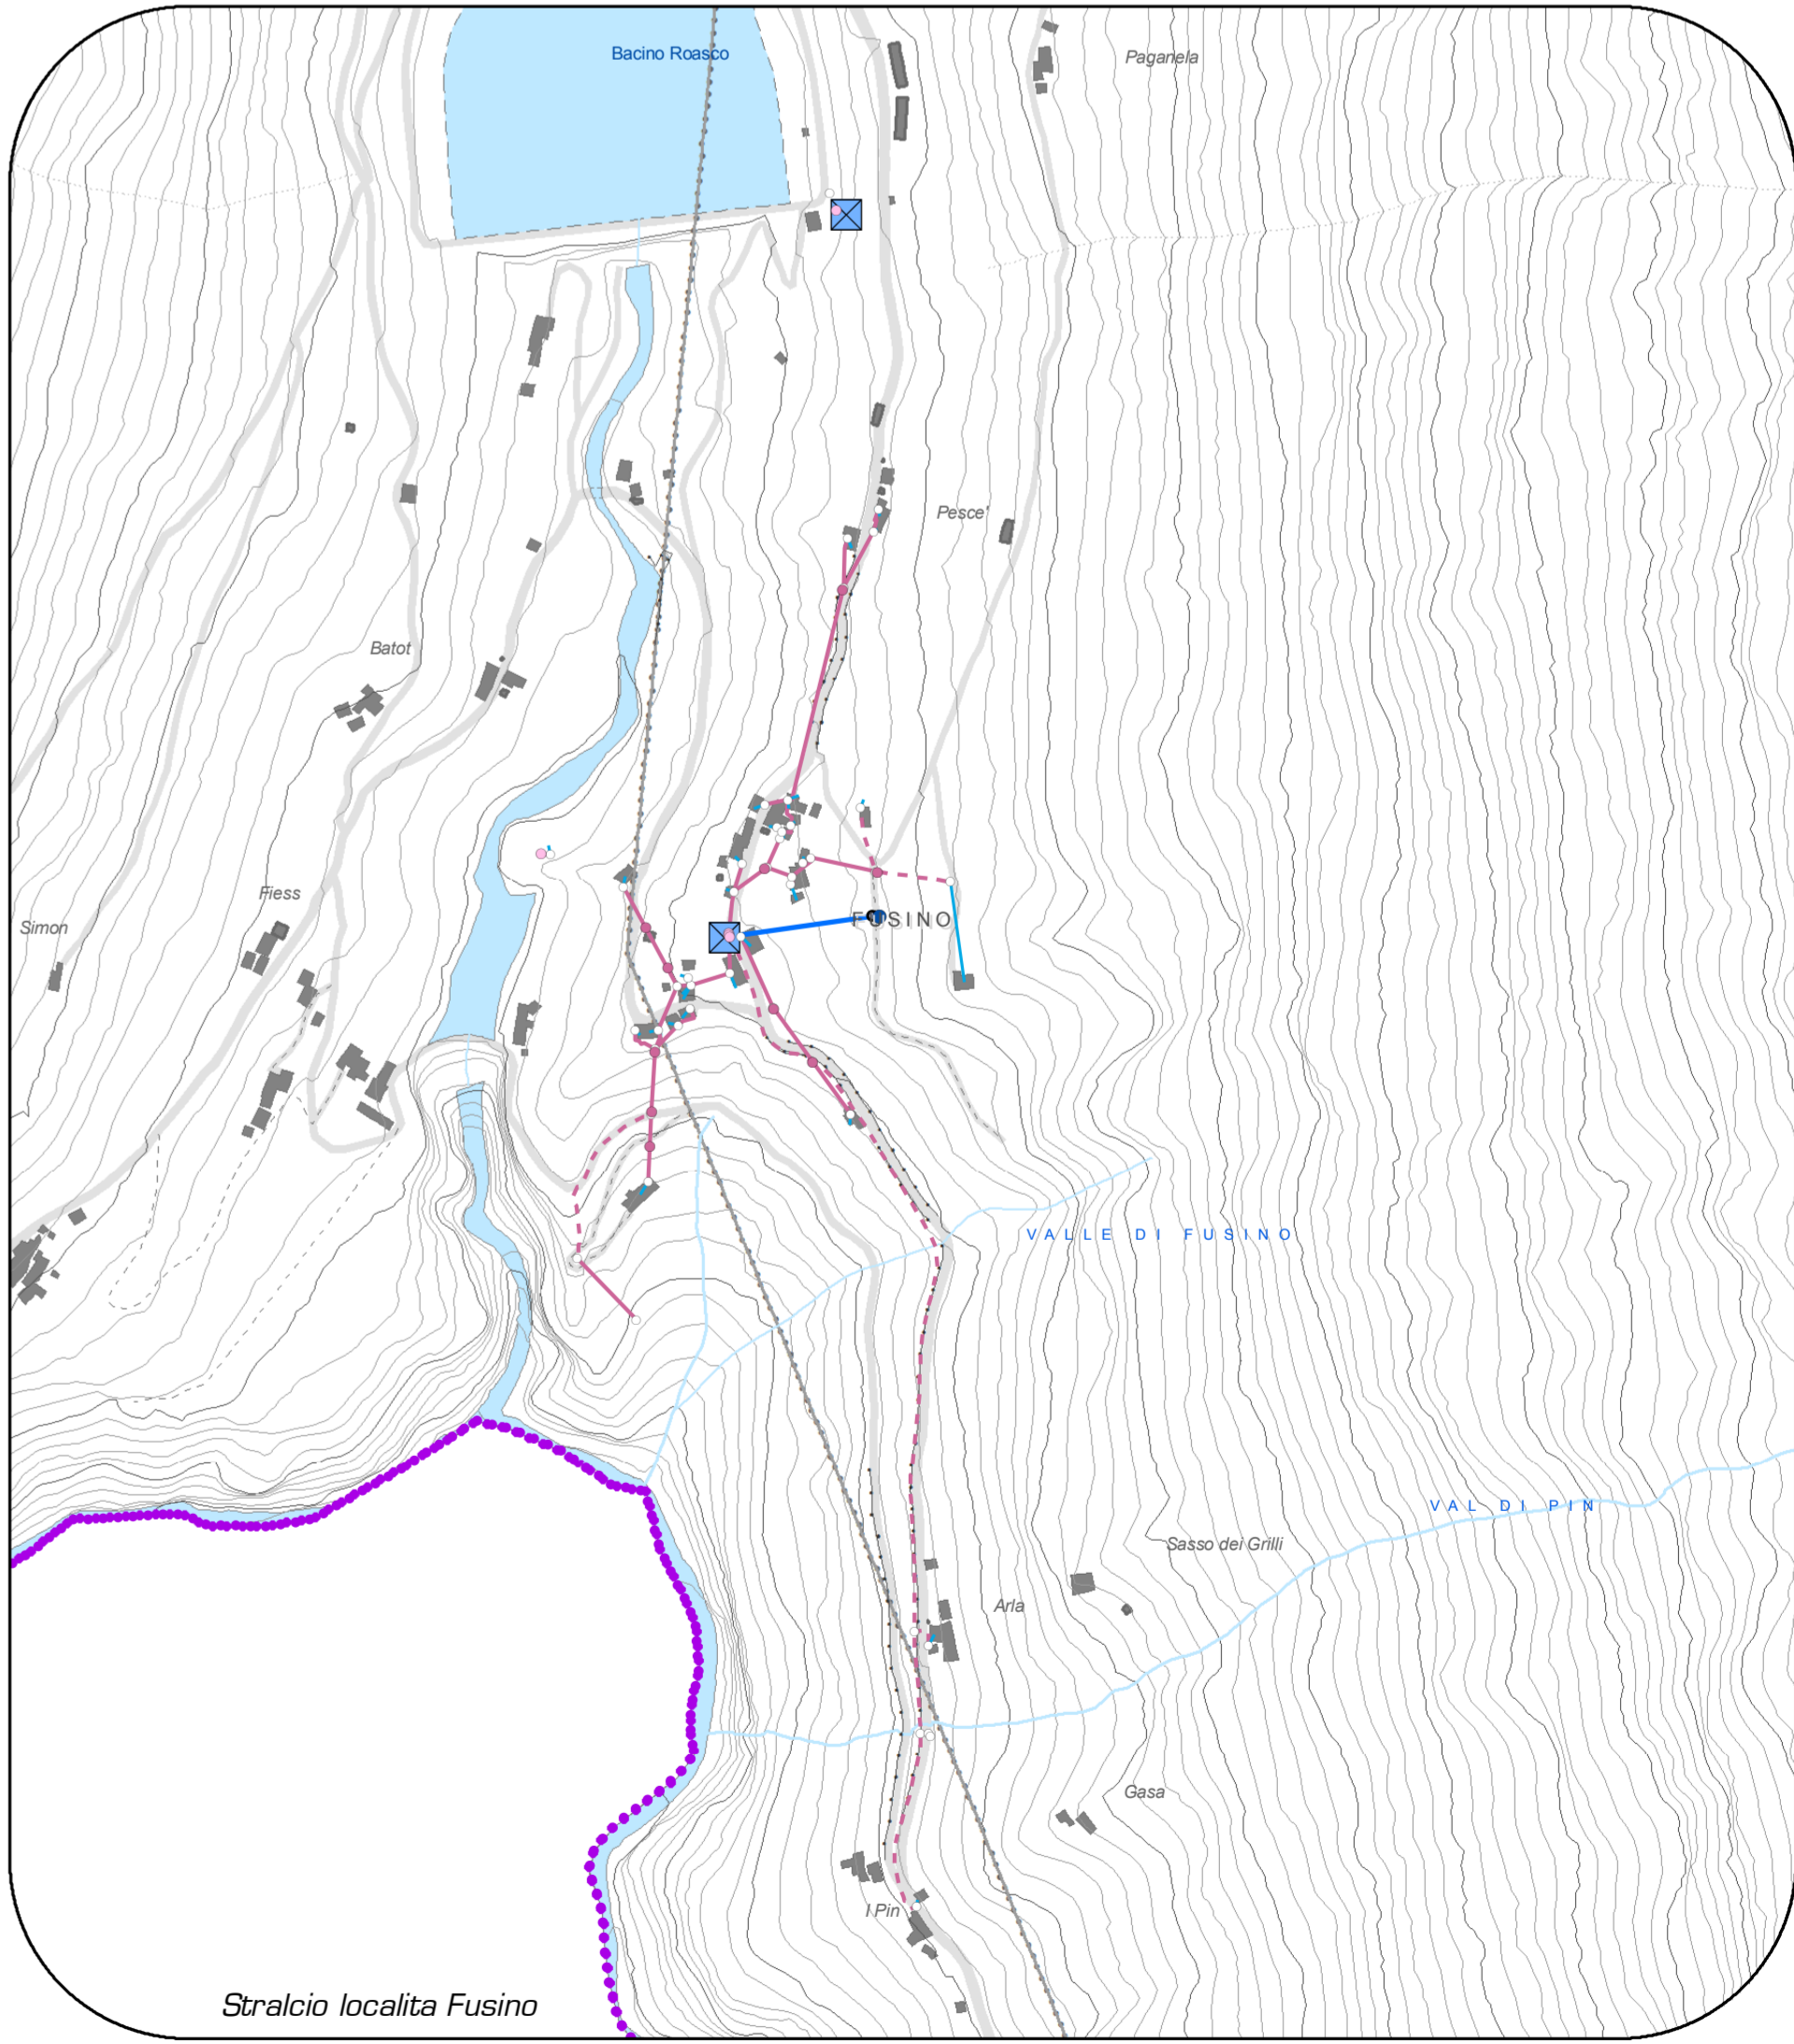 Bacino Roasco
Paganela
Pesce'
Batot
Fiess
Simon
FUSINO
VALLE DI FUSINO
VAL DI PIN
Sasso dei Grilli
Arla
Gasa
I Pin
Stralcio localita Fusino